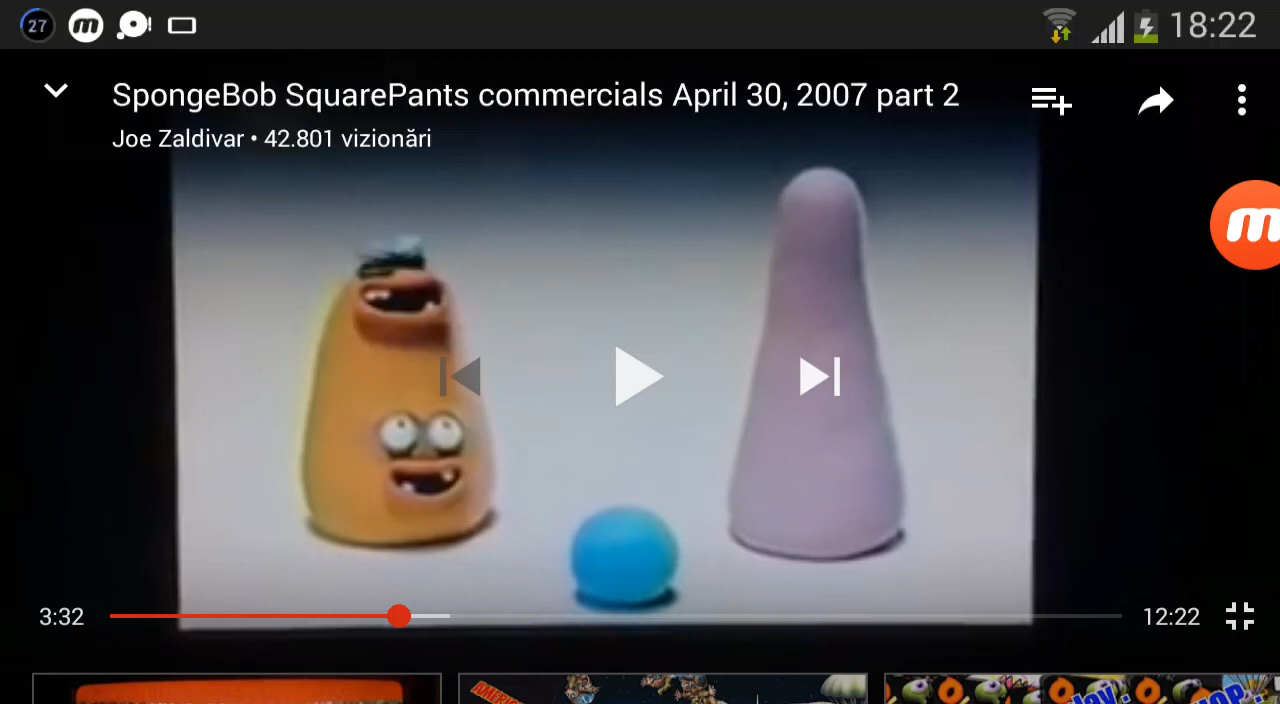 27
18:22
SpongeBob SquarePants commercials April 30, 2007 part 2
Joe Zaldivar • 42.801 vizionări
3:32
12:22